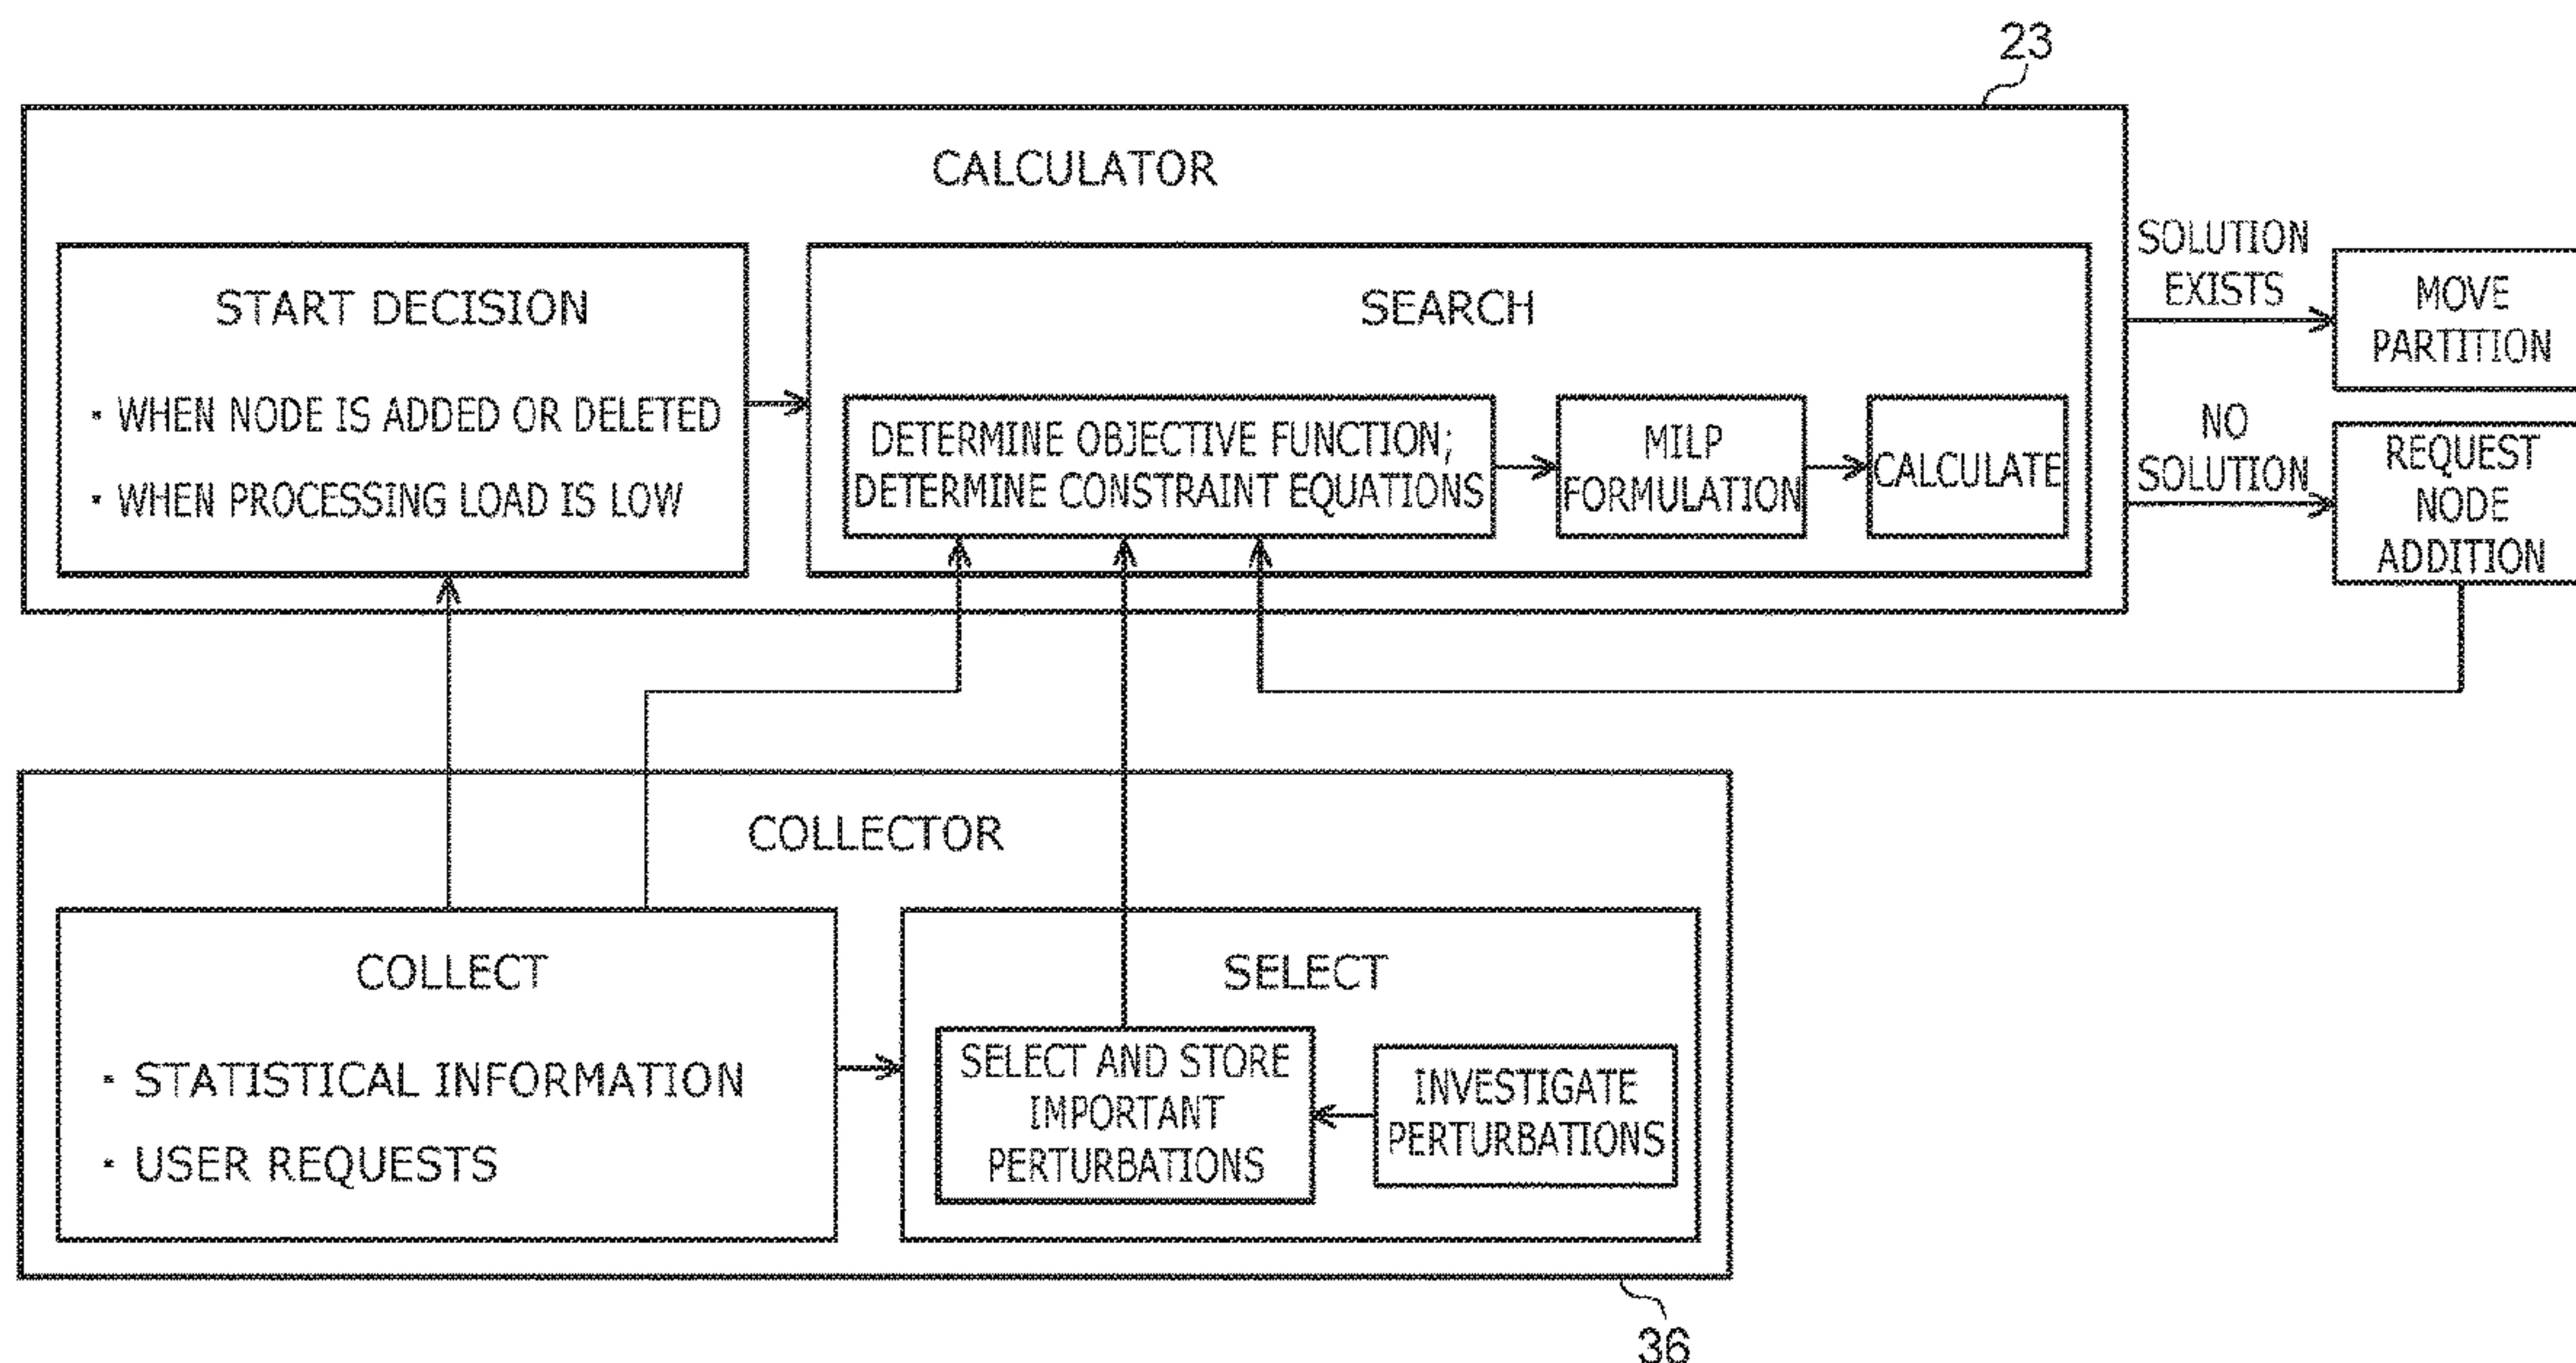 23
CALCULATOR
START DECISION
· WHEN NODE IS ADDED OR DELETED
· WHEN PROCESSING LOAD IS LOW
SEARCH
DETERMINE OBJECTIVE FUNCTION;
DETERMINE CONSTRAINT EQUATIONS
MILP
FORMULATION
CALCULATE
SOLUTION
EXISTS
MOVE
PARTITION
NO
SOLUTION
REQUEST
NODE
ADDITION
COLLECTOR
COLLECT
· STATISTICAL INFORMATION
· USER REQUESTS
SELECT
SELECT AND STORE
IMPORTANT
PERTURBATIONS
INVESTIGATE
PERTURBATIONS
36